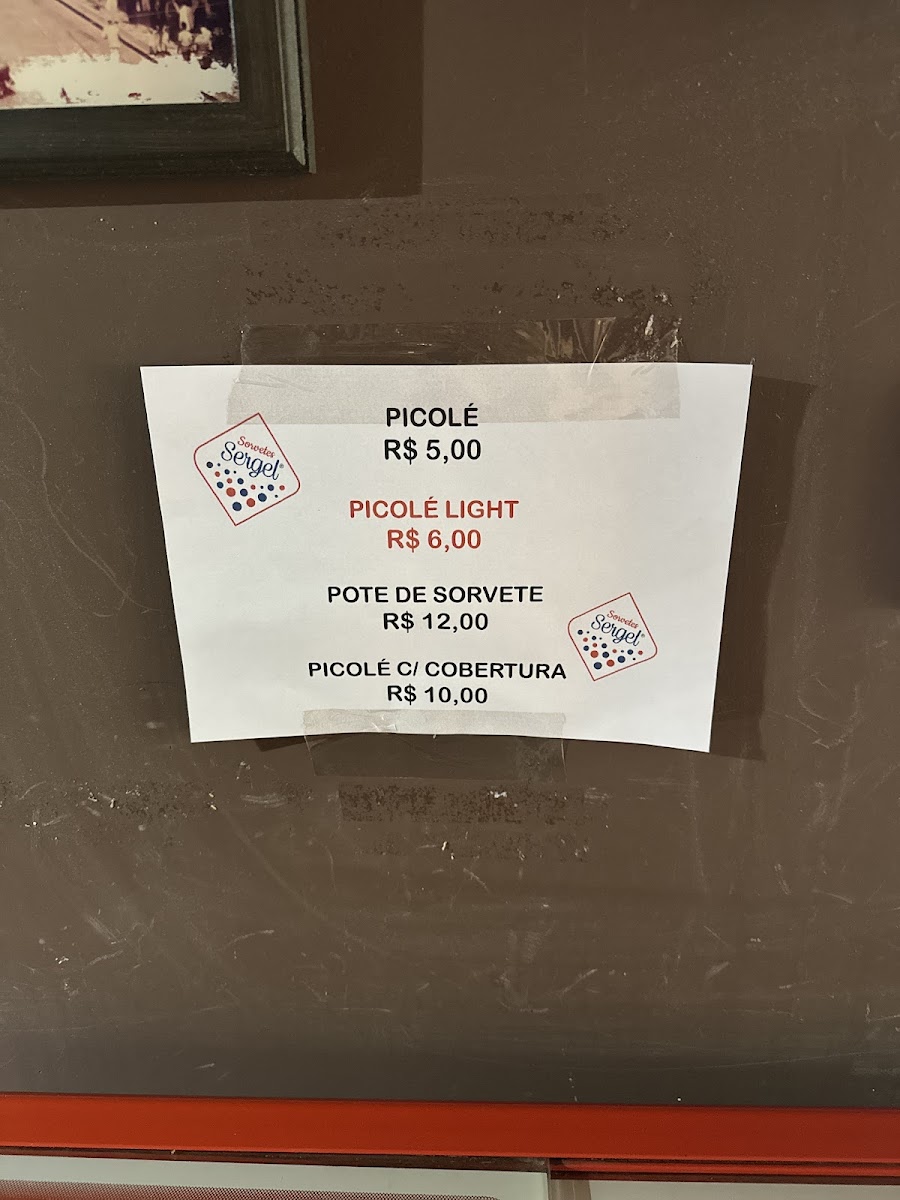 PICOLÉ
R$ 5,00
Sorvetes
Sergel®
PICOLÉ LIGHT
R$ 6,00
POTE DE SORVETE
R$ 12,00
Sorvetes
Sergel®
PICOLÉ C/ COBERTURA
R$ 10,00